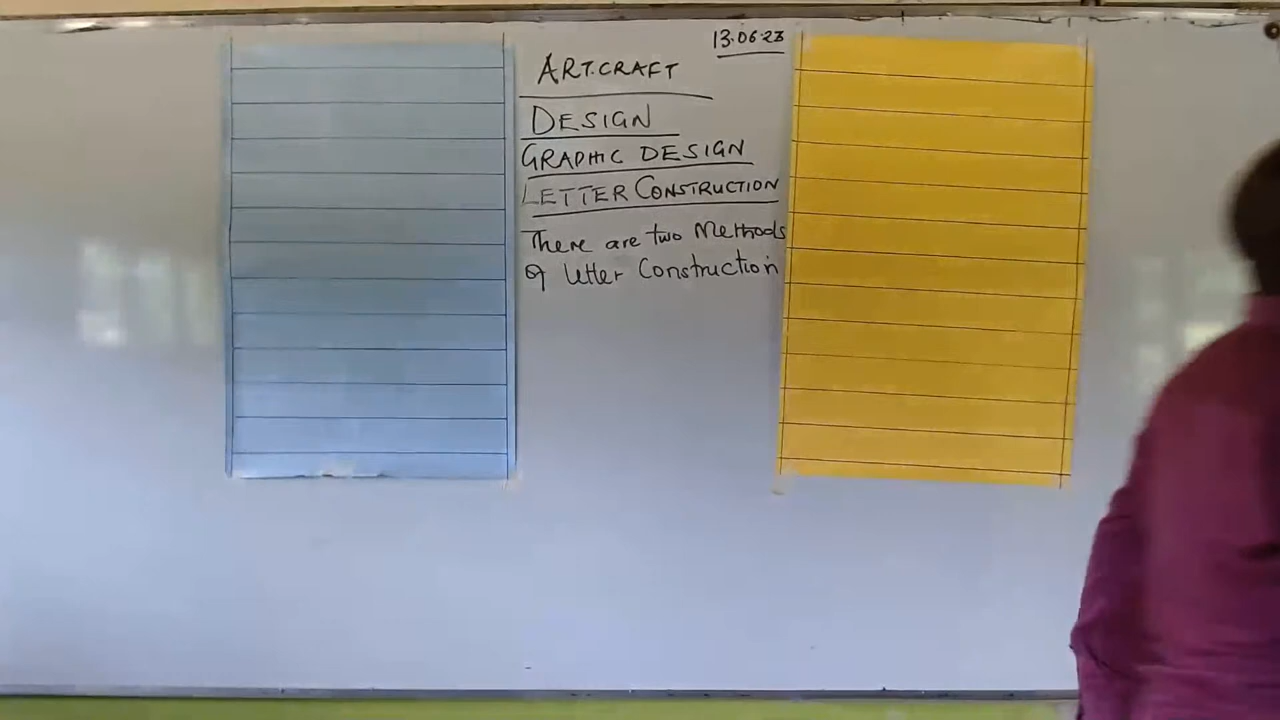 13.06.23
ART.CRAFT
DESIGN
GRAPHIC DESIGN
LETTER CONSTRUCTION
There are two Methods
of letter Construction